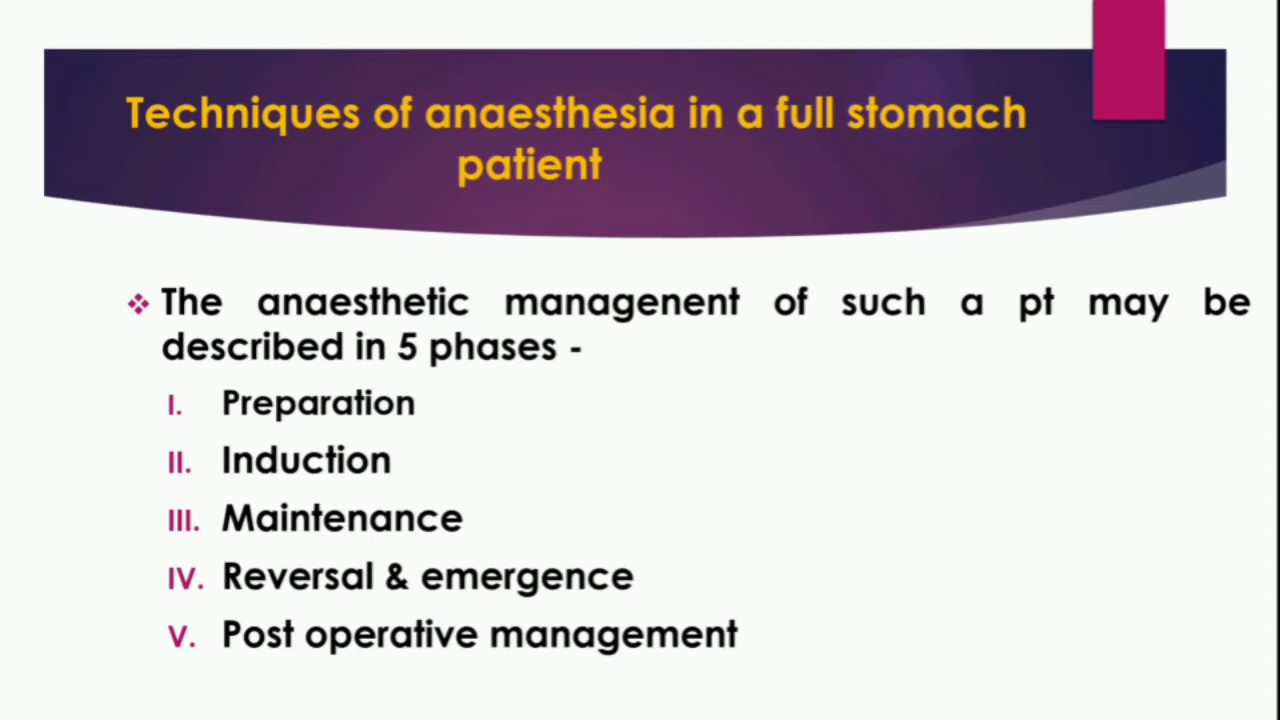 Techniques of anaesthesia in a full stomach
patient
❖ The anaesthetic managenent of such a pt may be
described in 5 phases -
I. Preparation
II. Induction
III. Maintenance
IV. Reversal & emergence
V. Post operative management